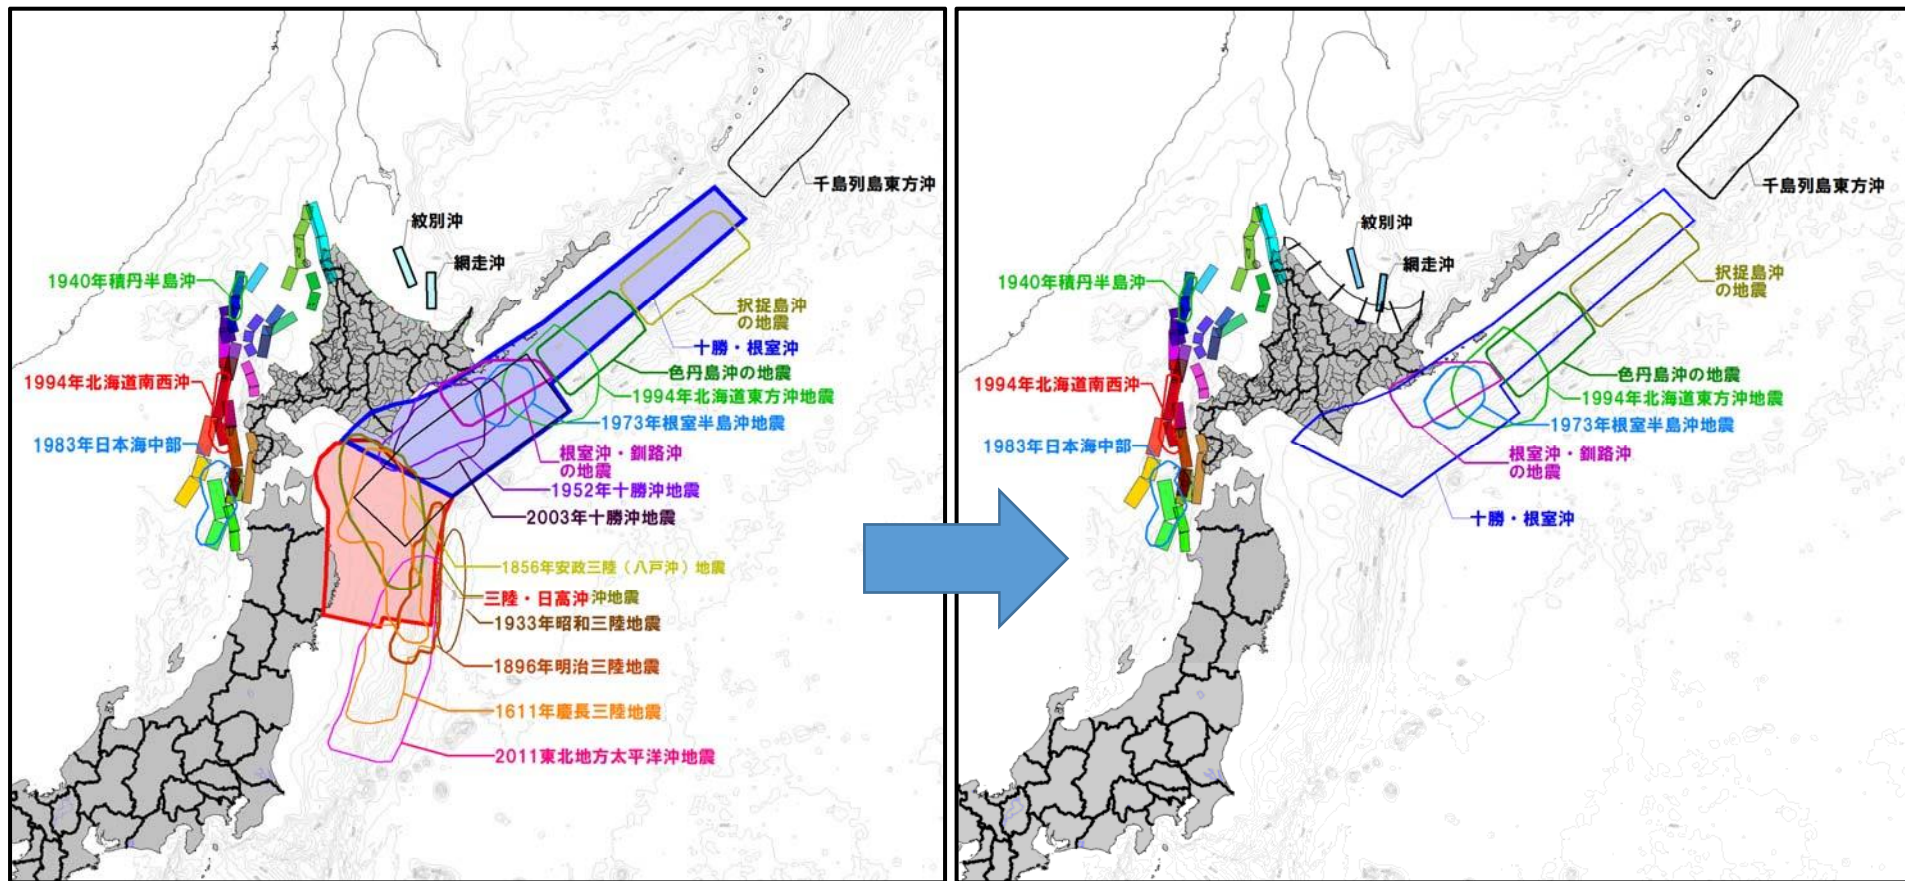 千島列島東方沖
紋別沖
網走沖
1940年積丹半島沖
択捉島沖
の地震
十勝・根室沖
色丹島沖の地震
1994年北海道南西沖
1994年北海道東方沖地震
1973年根室半島沖地震
1983年日本海中部
根室沖・釧路沖
の地震
1952年十勝沖地震
2003年十勝沖地震
1856年安政三陸（八戸沖）地震
三陸・日高沖 沖地震
1933年昭和三陸地震
1896年明治三陸地震
1611年慶長三陸地震
2011東北地方太平洋沖地震
千島列島東方沖
紋別沖
網走沖
1940年積丹半島沖
択捉島沖
の地震
色丹島沖の地震
1994年北海道南西沖
1994年北海道東方沖地震
1973年根室半島沖地震
1983年日本海中部
根室沖・釧路沖
の地震
十勝・根室沖